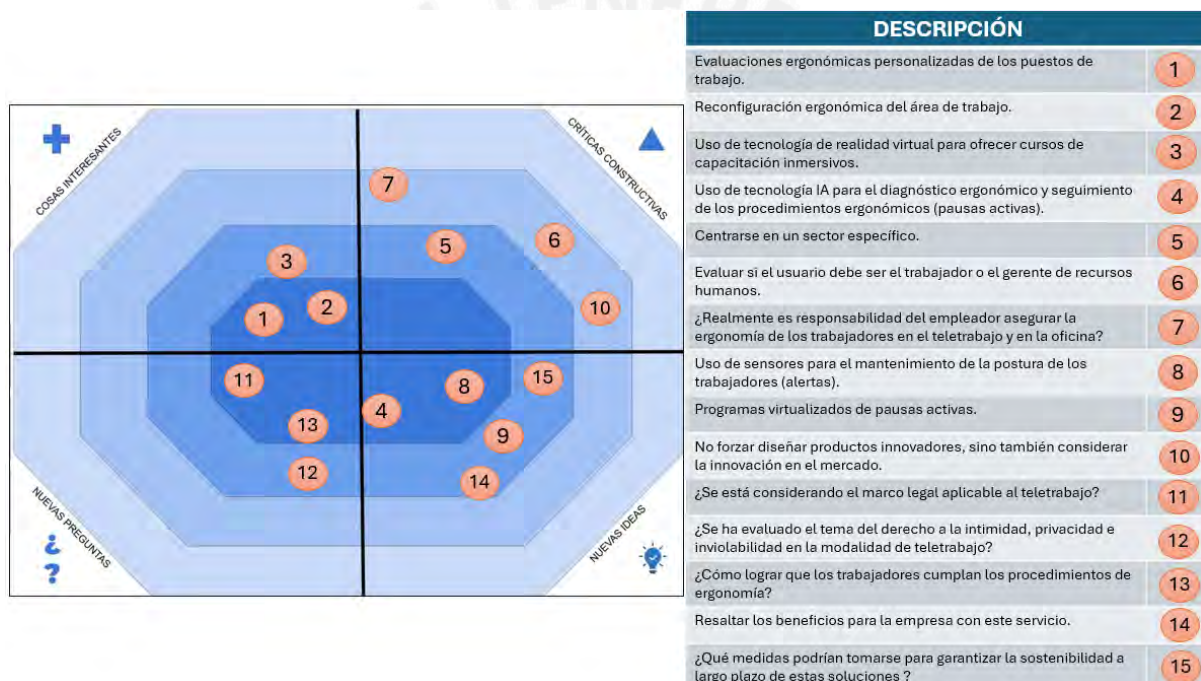 COSAS INTERESANTES
CRÍTICAS CONSTRUCTIVAS
7
5
6
3
2
1
10
11
8
15
4
13
9
12
14
NUEVAS PREGUNTAS
¿
?
NUEVAS IDEAS
DESCRIPCIÓN
Evaluaciones ergonómicas personalizadas de los puestos de
trabajo.
1
Reconfiguración ergonómica del área de trabajo.
2
Uso de tecnología de realidad virtual para ofrecer cursos de
capacitación inmersivos.
3
Uso de tecnología IA para el diagnóstico ergonómico y seguimiento
de los procedimientos ergonómicos (pausas activas).
4
Centrarse en un sector específico.
5
Evaluar si el usuario debe ser el trabajador o el gerente de recursos
humanos.
6
¿Realmente es responsabilidad del empleador asegurar la
ergonomía de los trabajadores en el teletrabajo y en la oficina?
7
Uso de sensores para el mantenimiento de la postura de los
trabajadores (alertas).
8
Programas virtualizados de pausas activas.
9
No forzar diseñar productos innovadores, sino también considerar
la innovación en el mercado.
10
¿Se está considerando el marco legal aplicable al teletrabajo?
11
¿Se ha evaluado el tema del derecho a la intimidad, privacidad e
inviolabilidad en la modalidad de teletrabajo?
12
¿Cómo lograr que los trabajadores cumplan los procedimientos de
ergonomía?
13
Resaltar los beneficios para la empresa con este servicio.
14
¿Qué medidas podrían tomarse para garantizar la sostenibilidad a
largo plazo de estas soluciones ?
15